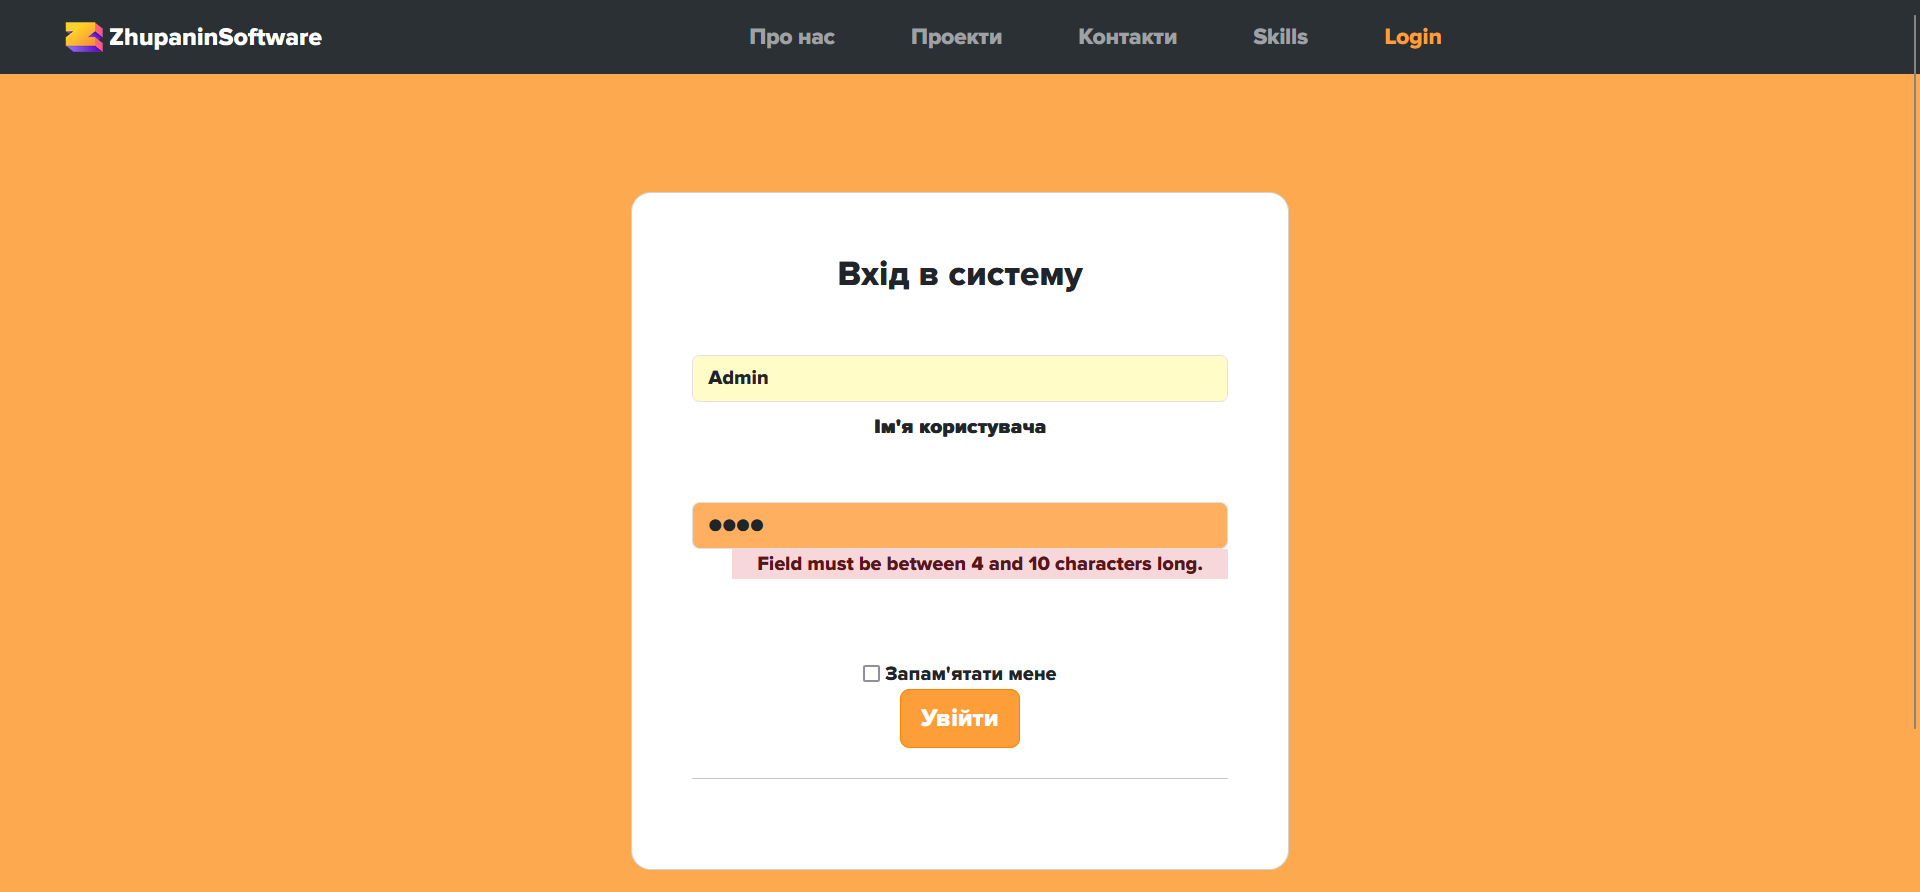 ZhupaninSoftware
Про нас Проекти Контакти Skills Login
Вхід в систему
Admin
Ім'я користувача
••••
Field must be between 4 and 10 characters long.
Запам'ятати мене
Увійти